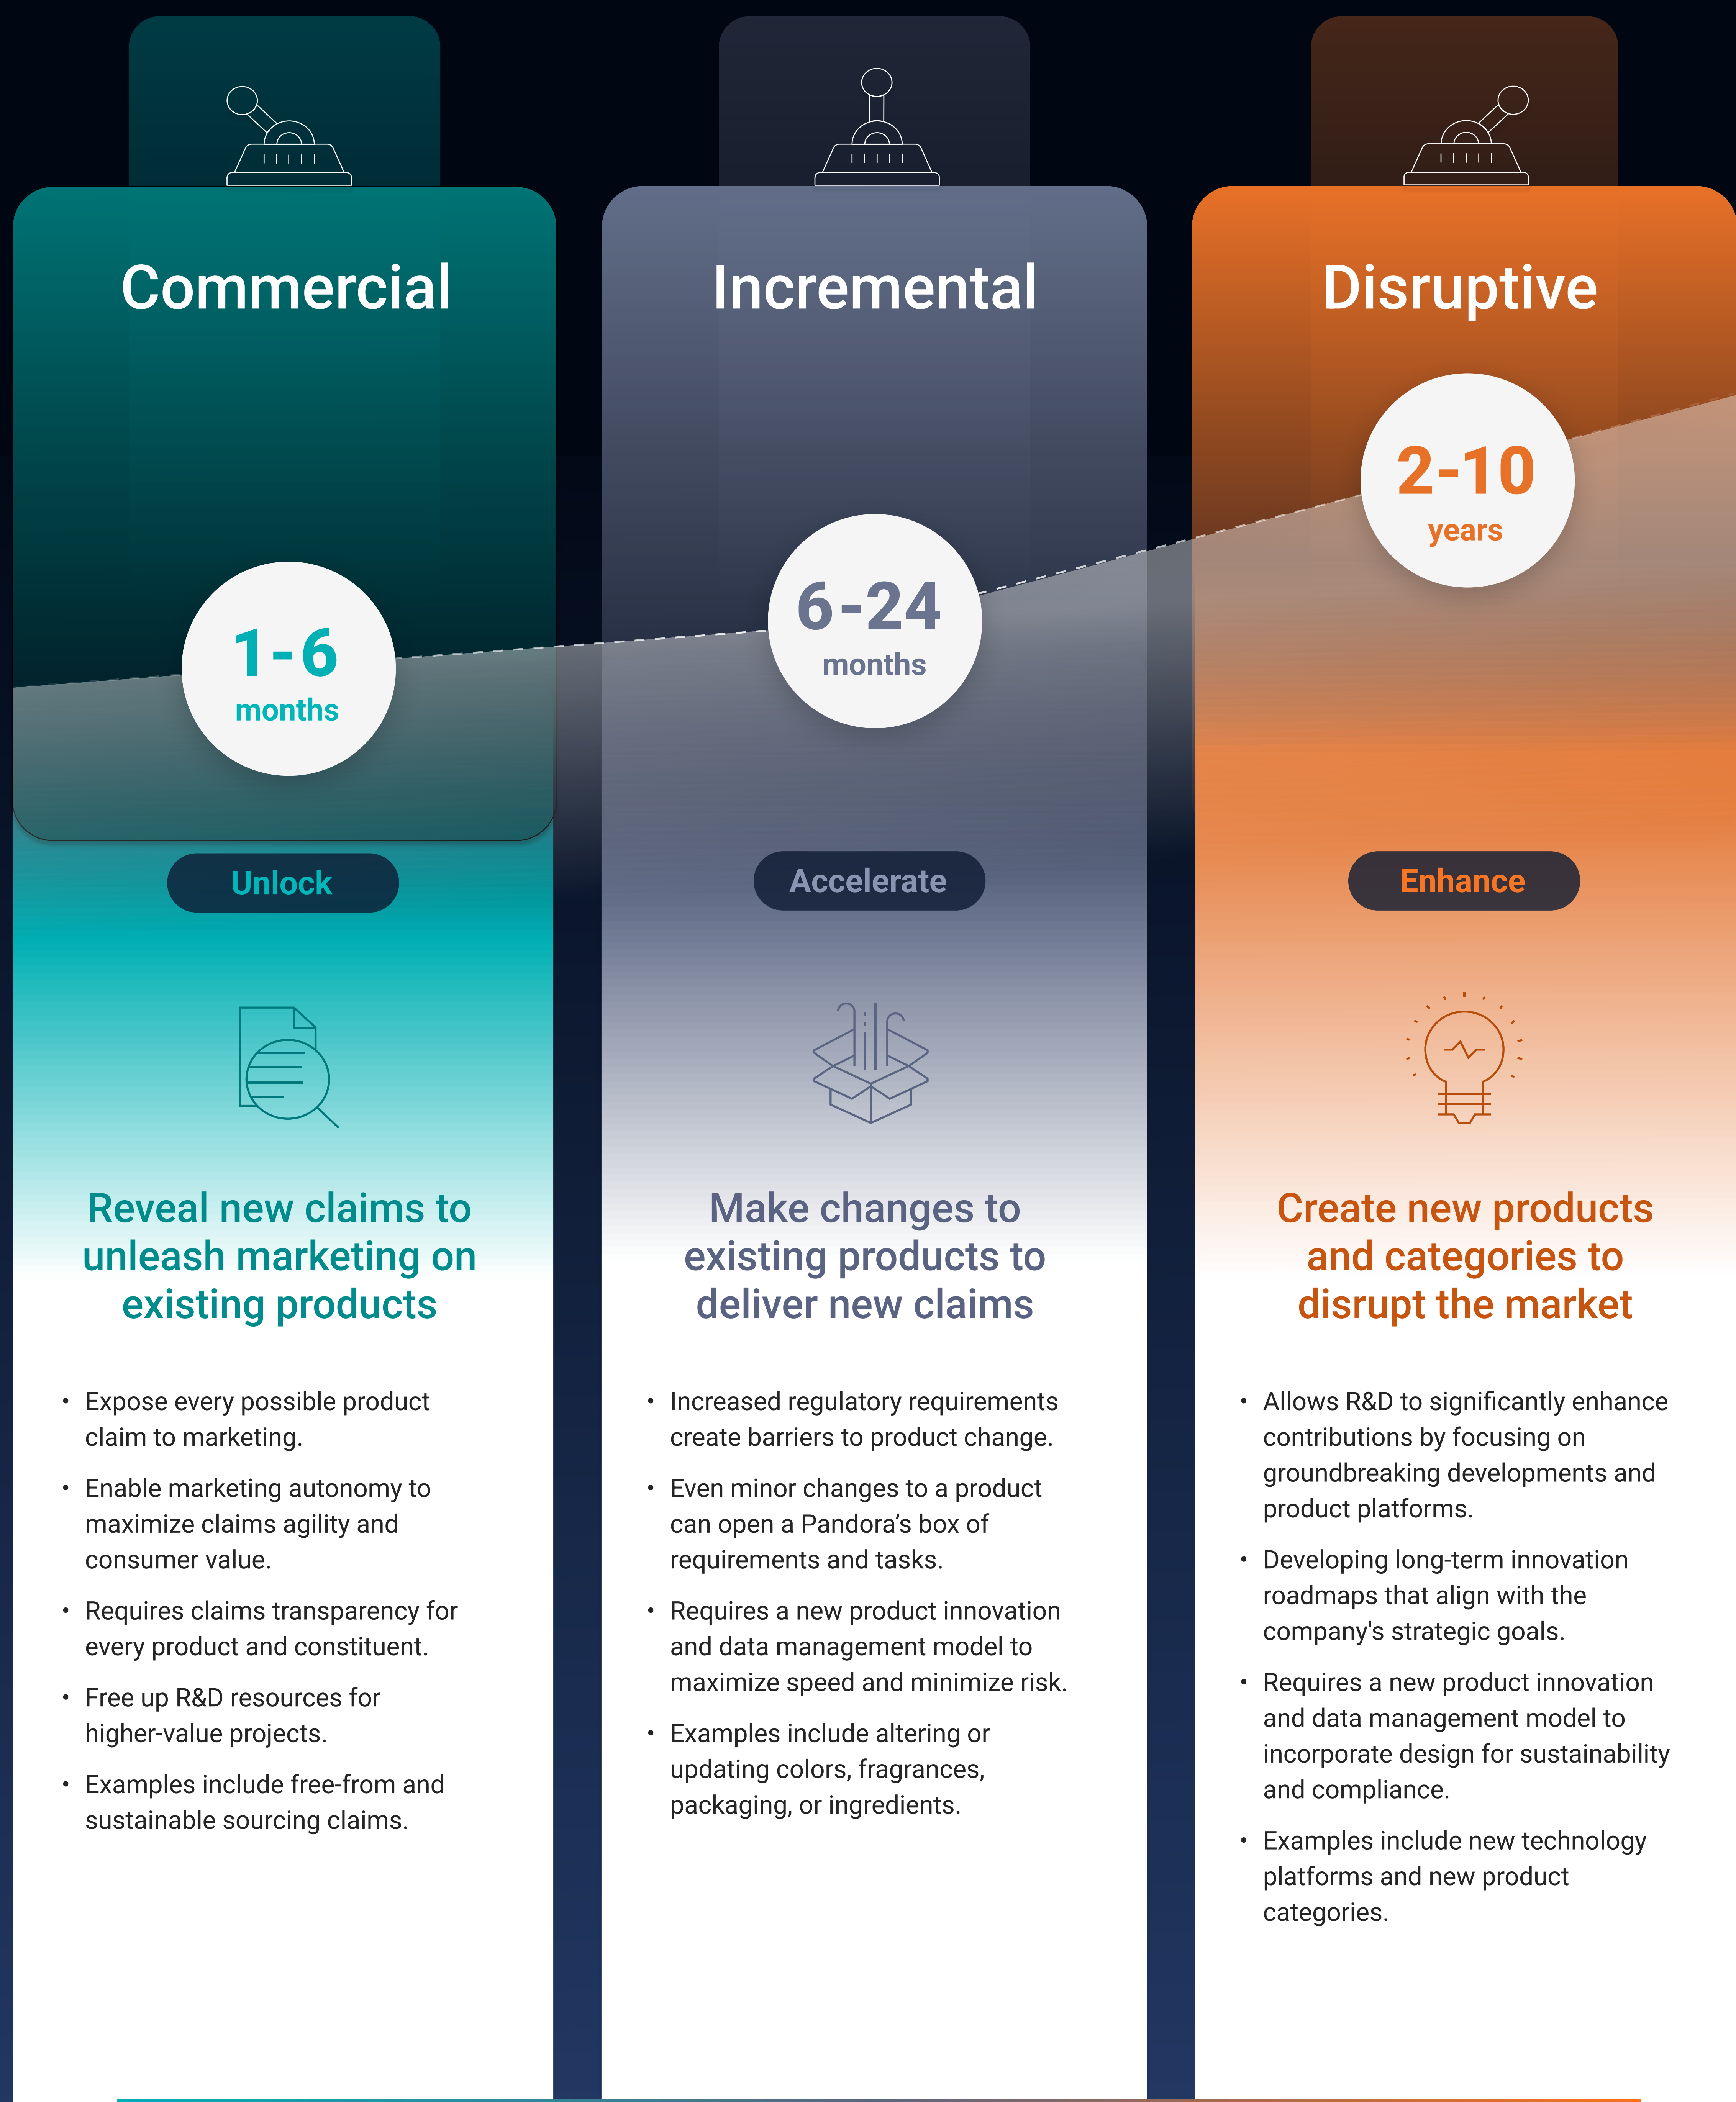 Commercial
1-6
months
Unlock
Reveal new claims to
unleash marketing on
existing products
• Expose every possible product
claim to marketing.
• Enable marketing autonomy to
maximize claims agility and
consumer value.
• Requires claims transparency for
every product and constituent.
• Free up R&D resources for
higher-value projects.
• Examples include free-from and
sustainable sourcing claims.
Incremental
6-24
months
Accelerate
Make changes to
existing products to
deliver new claims
• Increased regulatory requirements
create barriers to product change.
• Even minor changes to a product
can open a Pandora’s box of
requirements and tasks.
• Requires a new product innovation
and data management model to
maximize speed and minimize risk.
• Examples include altering or
updating colors, fragrances,
packaging, or ingredients.
Disruptive
2-10
years
Enhance
Create new products
and categories to
disrupt the market
• Allows R&D to significantly enhance
contributions by focusing on
groundbreaking developments and
product platforms.
• Developing long-term innovation
roadmaps that align with the
company's strategic goals.
• Requires a new product innovation
and data management model to
incorporate design for sustainability
and compliance.
• Examples include new technology
platforms and new product
categories.